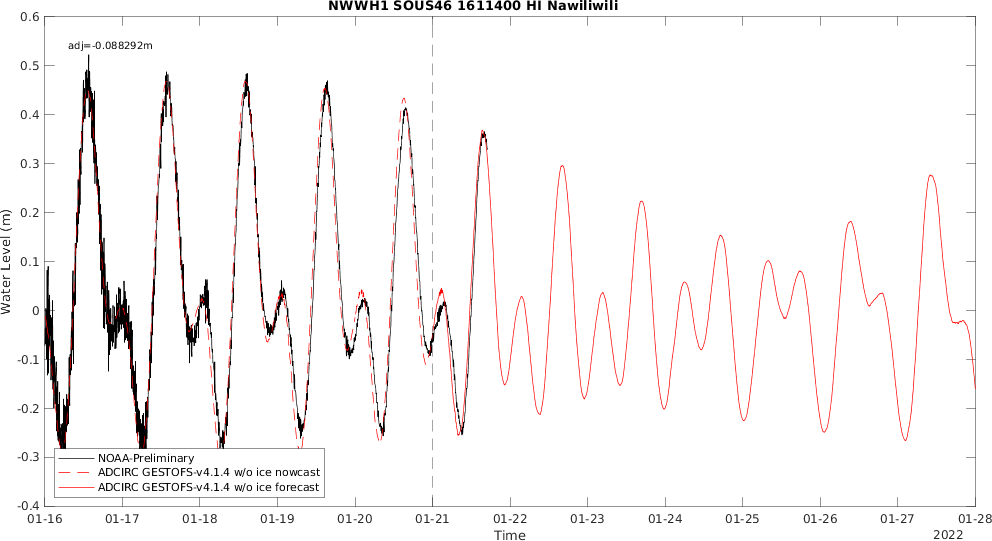 NWWH1 SOUS46 1611400 HI Nawiliwili
adj=-0.088292m
0.6
0.5
0.4
0.3
0.2
0.1
0
-0.1
-0.2
-0.3
-0.4
Water Level (m)
NOAA-Preliminary
ADCIRC GESTOFS-v4.1.4 w/o ice nowcast
ADCIRC GESTOFS-v4.1.4 w/o ice forecast
01-16 01-17 01-18 01-19 01-20 01-21 01-22 01-23 01-24 01-25 01-26 01-27 01-28
Time
2022